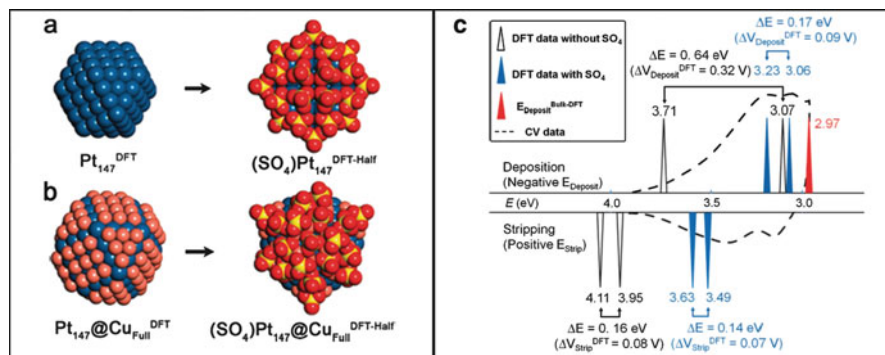 a
Pt147DFT
(SO4)Pt147DFT-Half
b
Pt147@CuFullDFT
(SO4)Pt147@CuFullDFT-Half
c
DFT data without SO4
DFT data with SO4
EDepositBulk-DFT
CV data
ΔE = 0.17 eV
(ΔVDepositDFT = 0.09 V)
ΔE = 0. 64 eV
(ΔVDepositDFT = 0.32 V)
3.23 3.06
3.71
3.07
2.97
Deposition
(Negative EDeposit)
E (eV) 4.0 3.5 3.0
Stripping
(Positive EStrip)
4.11 3.95 3.63 3.49
ΔE = 0. 16 eV
(ΔVStripDFT = 0.08 V)
ΔE = 0.14 eV
(ΔVStripDFT = 0.07 V)